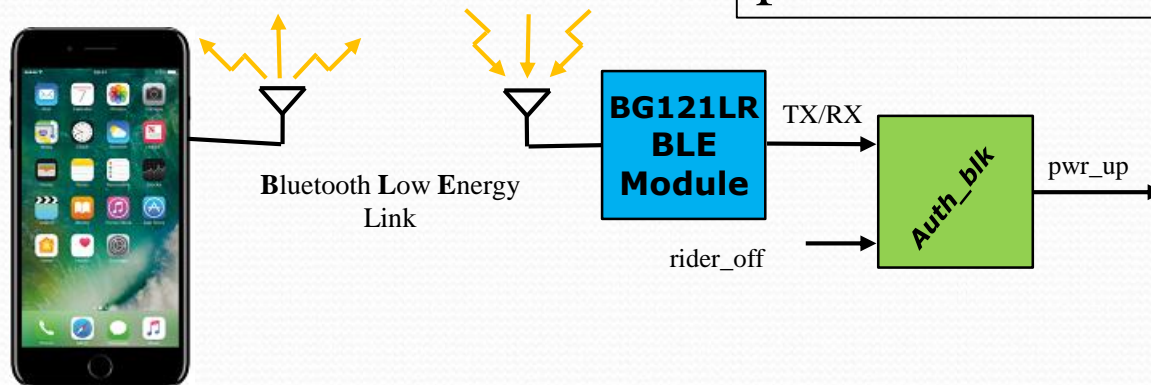 BG121LR
BLE
Module
TX/RX
Auth_blk
pwr_up
rider_off
Bluetooth Low Energy
Link